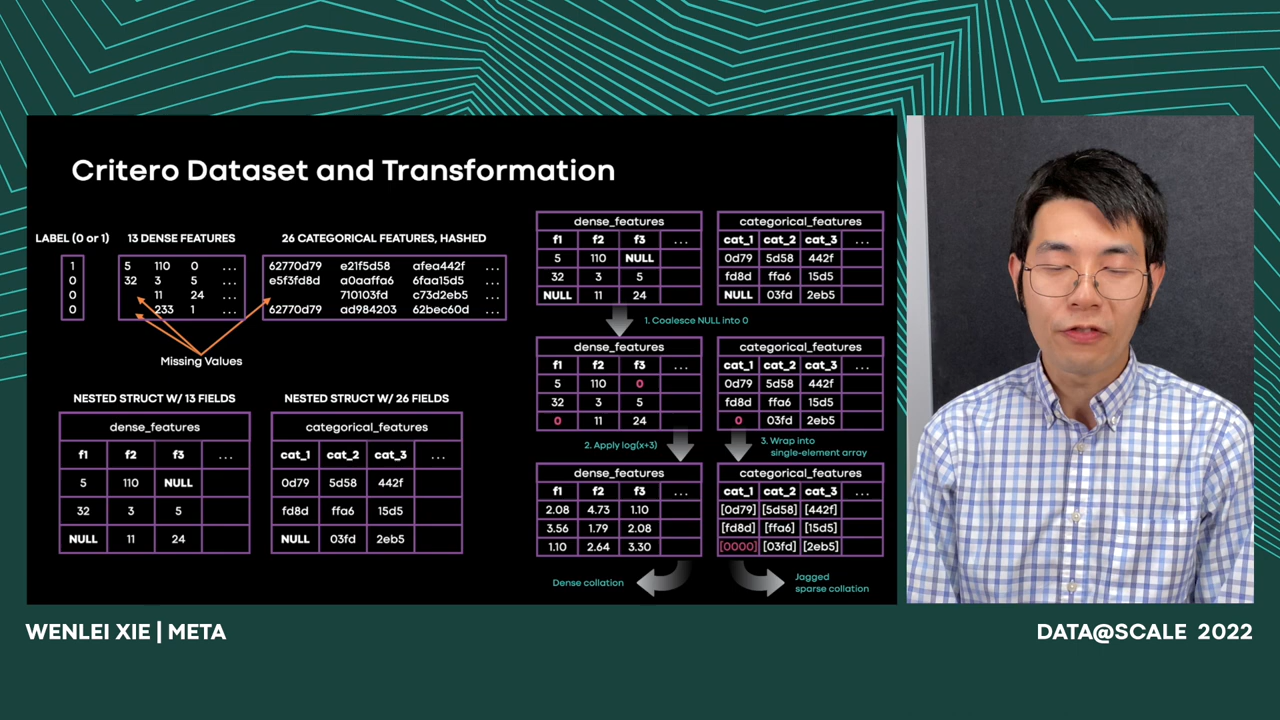 Critero Dataset and Transformation
LABEL (0 or 1)
1
0
0
0
13 DENSE FEATURES
5 110 0 ...
32 3 5 ...
11 24 ...
233 1 ...
26 CATEGORICAL FEATURES, HASHED
62770d79 e21f5d58 afea442f ...
e5f3fd8d a0aaffa6 6faa15d5 ...
710103fd c73d2eb5 ...
62770d79 ad984203 62bec60d ...
Missing Values
NESTED STRUCT W/ 13 FIELDS
dense_features
f1 f2 f3 ...
5 110 NULL
32 3 5
NULL 11 24
NESTED STRUCT W/ 26 FIELDS
categorical_features
cat_1 cat_2 cat_3 ...
0d79 5d58 442f
fd8d ffa6 15d5
NULL 03fd 2eb5
dense_features
f1 f2 f3 ...
5 110 NULL
32 3 5
NULL 11 24
categorical_features
cat_1 cat_2 cat_3 ...
0d79 5d58 442f
fd8d ffa6 15d5
NULL 03fd 2eb5
1. Coalesce NULL into 0
dense_features
f1 f2 f3 ...
5 110 0
32 3 5
0 11 24
categorical_features
cat_1 cat_2 cat_3 ...
0d79 5d58 442f
fd8d ffa6 15d5
0 03fd 2eb5
2. Apply log(x+3)
3. Wrap into
single-element array
dense_features
f1 f2 f3 ...
2.08 4.73 1.10
3.56 1.79 2.08
1.10 2.64 3.30
categorical_features
cat_1 cat_2 cat_3 ...
[0d79] [5d58] [442f]
[fd8d] [ffa6] [15d5]
[0000] [03fd] [2eb5]
Dense collation
Jagged
sparse collation
WENLEI XIE | META
DATA@SCALE 2022